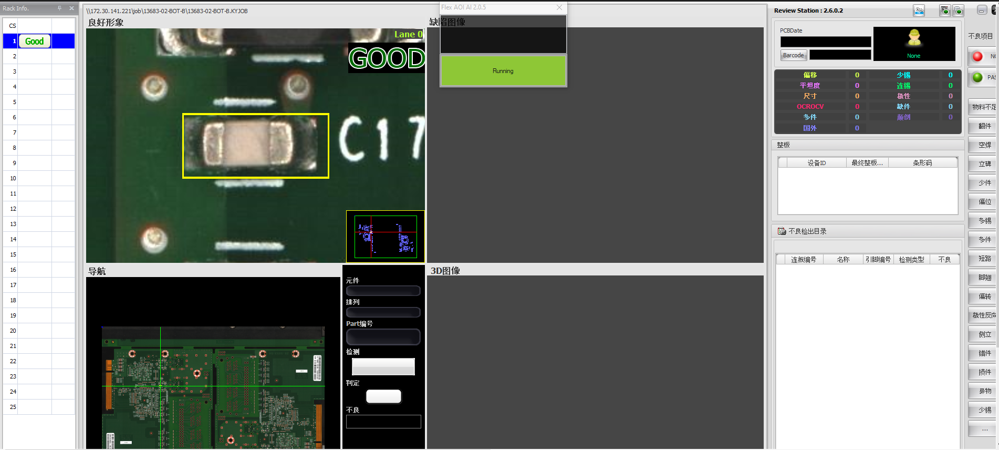 Rack Info.
CS
1 Good
2
3
4
5
6
7
8
9
10
11
12
13
14
15
16
17
18
19
20
21
22
23
24
25
\\172.30.141.221\job\13683-02-BOT-B\13683-02-BOT-B.KYJOB
良好形象
Lane 0
GOOD
C17
导航
元件
排列
Part编号
检测
判定
不良
缺陷图像
Flex AOI AI 2.0.5
Running
3D图像
Review Station : 2.6.0.2
PCBDate
Barcode
None
偏移 0 少锡 0
平坦度 0 连锡 0
尺寸 0 极性 0
OCROCV 0 缺件 0
多件 0 颠倒 0
国外 0
整板
设备ID 最终整板... 条形码
不良检出目录
连板编号 名称 引脚编号 检测类型 不良
不良项目
NG
PAS
物料不足
翻件
空焊
立碑
少件
偏位
多锡
多件
短路
脚翘
偏转
极性反向
侧立
错件
损件
异物
少锡
...